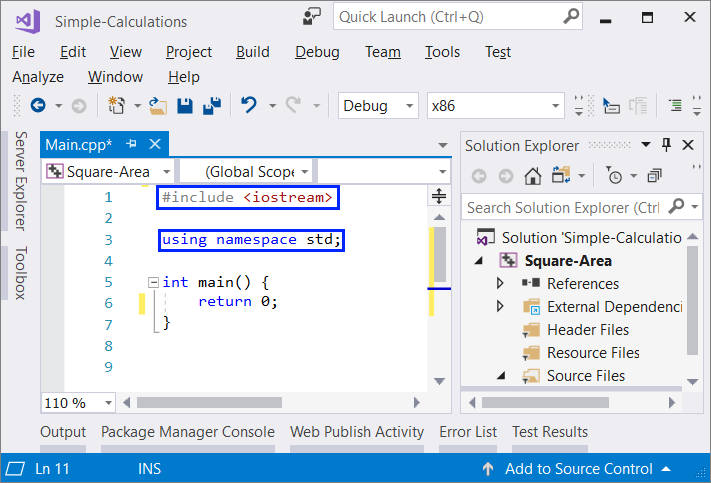 Simple-Calculations
Quick Launch (Ctrl+Q)
File Edit View Project Build Debug Team Tools Test
Analyze Window Help
Debug x86
Server Explorer
Toolbox
Main.cpp*
Square-Area (Global Scope
1 #include <iostream>
2
3 using namespace std;
4
5 int main() {
6 return 0;
7 }
8
9
110 %
Solution Explorer
Search Solution Explorer (Ctrl
Solution 'Simple-Calculatio
Square-Area
References
External Dependenci
Header Files
Resource Files
Source Files
Output Package Manager Console Web Publish Activity Error List Test Results
Ln 11 INS Add to Source Control